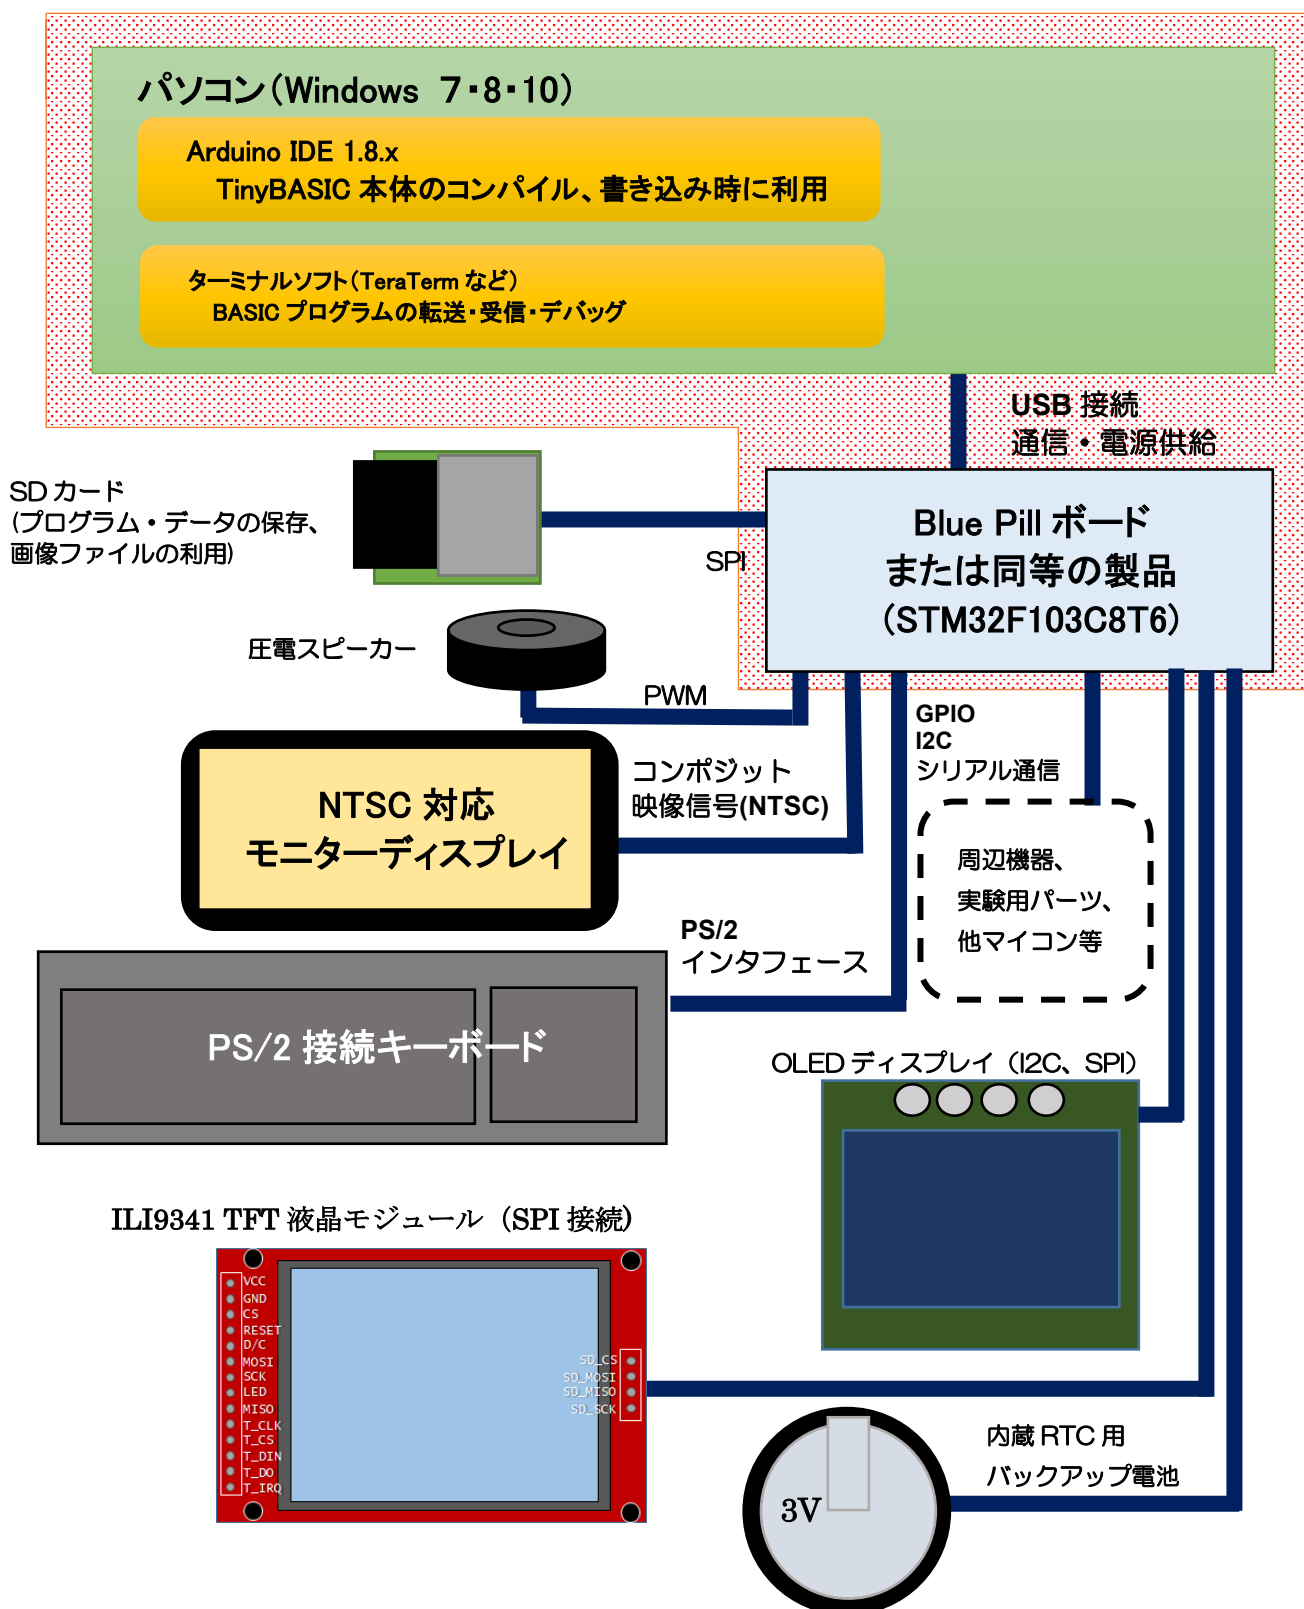 パソコン(Windows 7・8・10)
Arduino IDE 1.8.x
TinyBASIC 本体のコンパイル、書き込み時に利用
ターミナルソフト(TeraTerm など)
BASIC プログラムの転送・受信・デバッグ
USB 接続
通信・電源供給
SD カード
(プログラム・データの保存、
画像ファイルの利用)
SPI
Blue Pill ボード
または同等の製品
(STM32F103C8T6)
圧電スピーカー
PWM
GPIO
I2C
シリアル通信
コンポジット
映像信号(NTSC)
NTSC 対応
モニターディスプレイ
周辺機器、
実験用パーツ、
他マイコン等
PS/2
インタフェース
PS/2 接続キーボード
OLED ディスプレイ（I2C、SPI）
ILI9341 TFT 液晶モジュール（SPI 接続)
VCC
GND
CS
RESET
D/C
MOSI
SCK
LED
MISO
T_CLK
T_CS
T_DIN
T_DO
T_IRQ
SD_CS
SD_MOSI
SD_MISO
SD_SCK
内蔵 RTC 用
バックアップ電池
3V